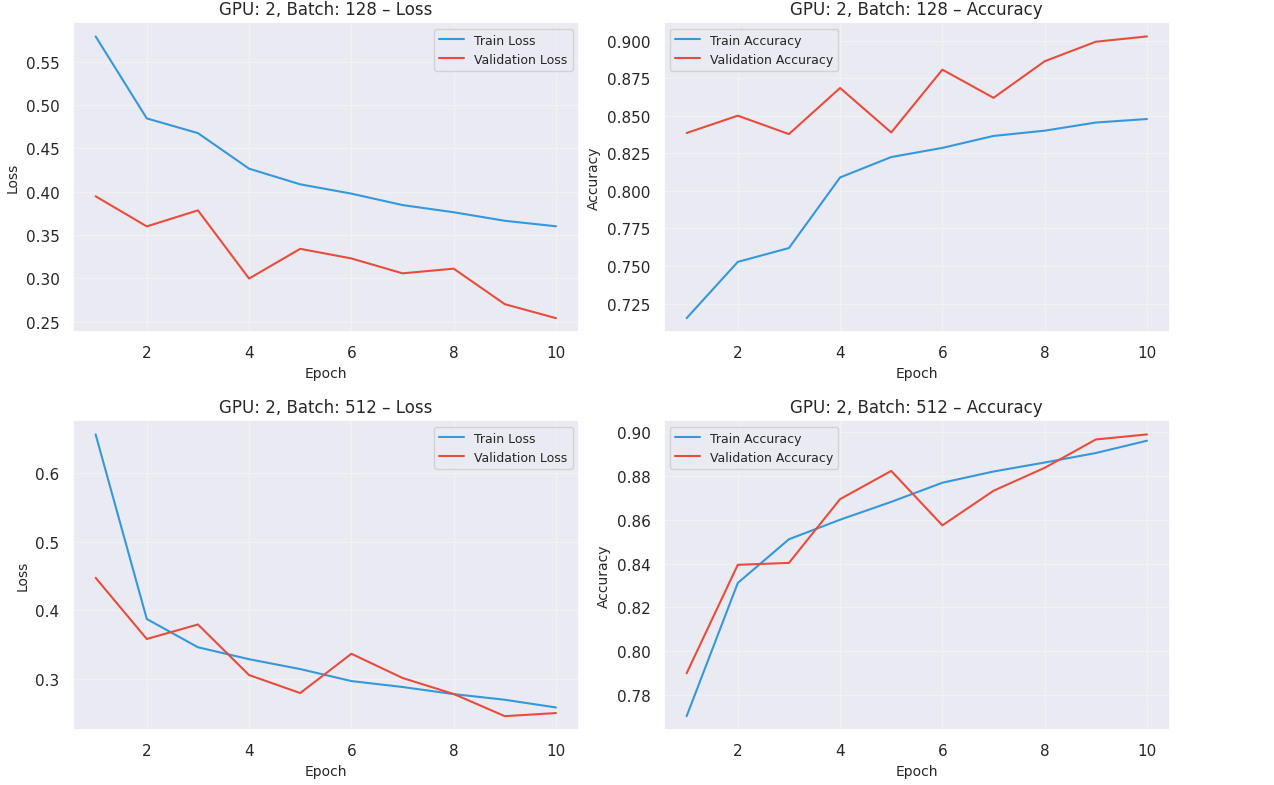 GPU: 2, Batch: 128 – Loss
Train Loss
Validation Loss
0.55
0.50
0.45
0.40
0.35
0.30
0.25
Loss
2
4
6
8
10
Epoch
GPU: 2, Batch: 128 – Accuracy
Train Accuracy
Validation Accuracy
0.900
0.875
0.850
0.825
0.800
0.775
0.750
0.725
Accuracy
2
4
6
8
10
Epoch
GPU: 2, Batch: 512 – Loss
Train Loss
Validation Loss
0.6
0.5
0.4
0.3
Loss
2
4
6
8
10
Epoch
GPU: 2, Batch: 512 – Accuracy
Train Accuracy
Validation Accuracy
0.90
0.88
0.86
0.84
0.82
0.80
0.78
Accuracy
2
4
6
8
10
Epoch